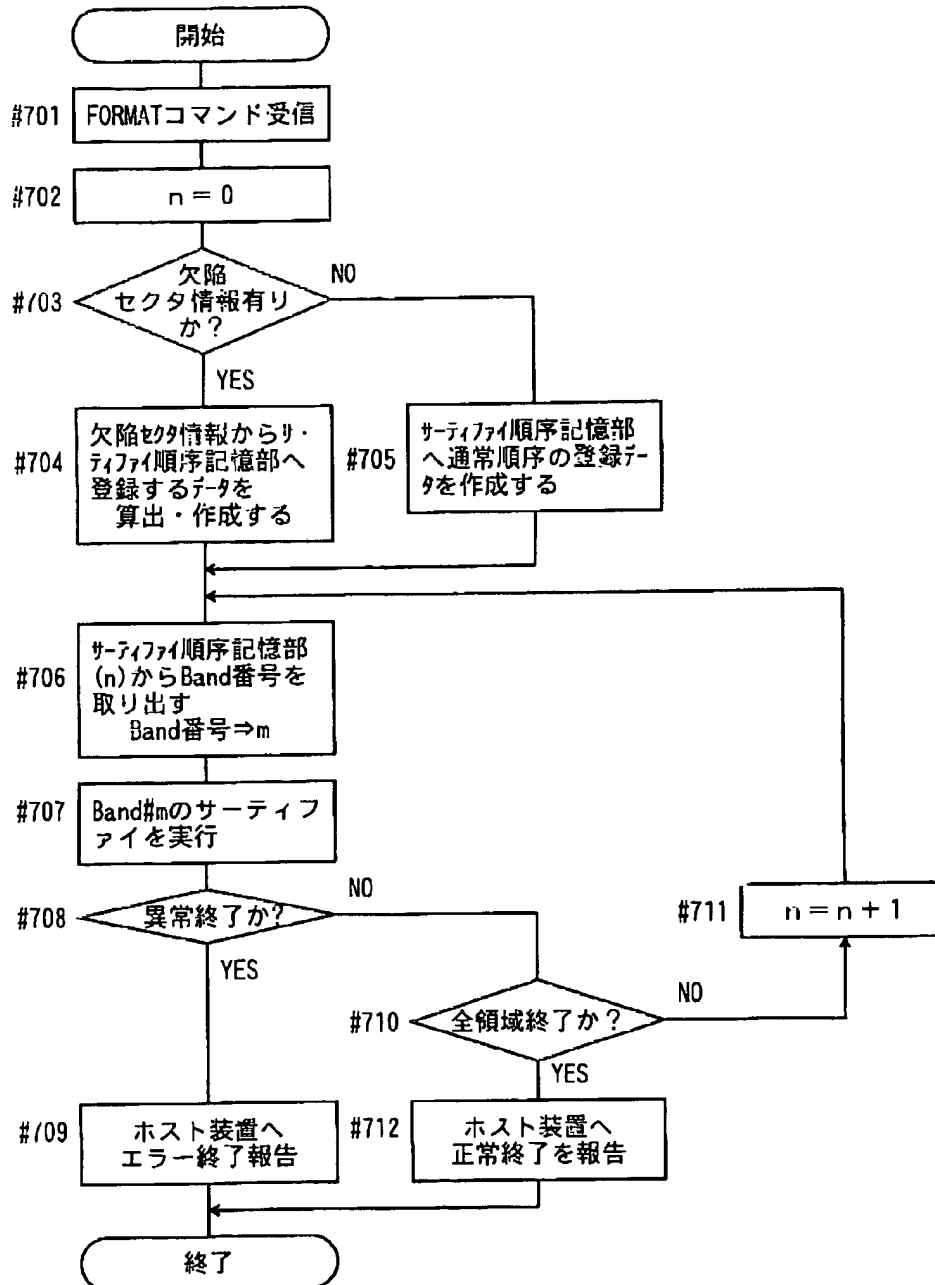 開始
#701
FORMATコマンド受信
#702
n = 0
#703
欠陥
セクタ情報有り
か?
NO
YES
#704
欠陥セクタ情報からサー
ティファイ順序記憶部へ
登録するデータを
算出・作成する
#705
サーティファイ順序記憶部
へ通常順序の登録デー
タを作成する
#706
サーティファイ順序記憶部
(n)からBand番号を
取り出す
Band番号⇒m
#707
Band#mのサーティフ
ァイを実行
#708
異常終了か?
NO
YES
#711
n = n + 1
#710
全領域終了か?
NO
YES
#709
ホスト装置へ
エラー終了報告
#712
ホスト装置へ
正常終了を報告
終了